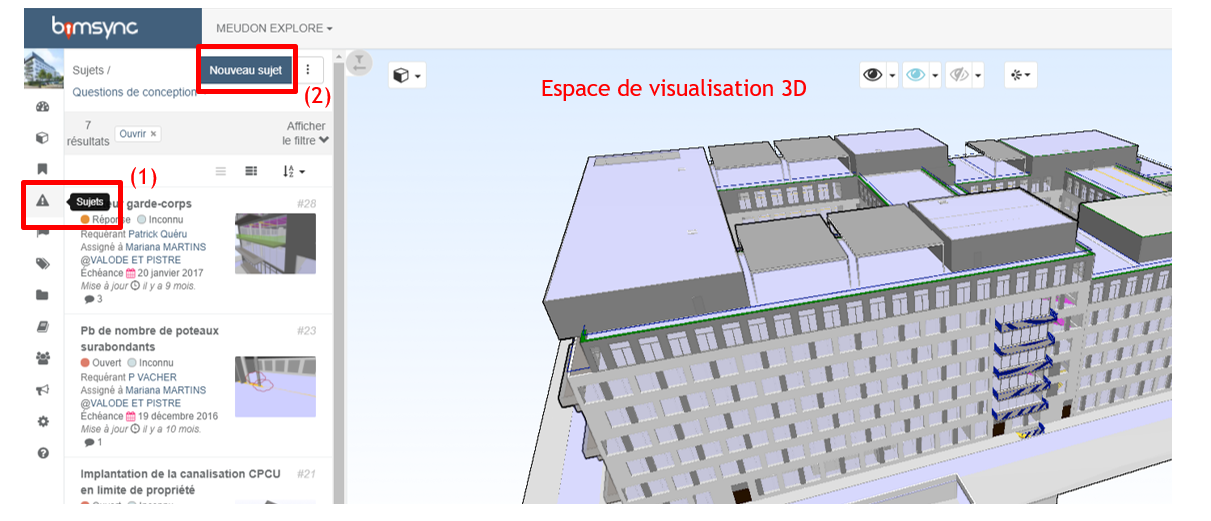 bimsync
MEUDON EXPLORE
Sujets /
Nouveau sujet
Questions de conception
(2)
Espace de visualisation 3D
7
résultats
Ouvrir ×
Afficher
le filtre
(1)
Sujets
garde-corps
#28
Réponse Inconnu
Requérant Patrick Quéru
Assigné à Mariana MARTINS
@VALODE ET PISTRE
Échéance 20 janvier 2017
Mise à jour il y a 9 mois.
3
Pb de nombre de poteaux
surabondants
#23
Ouvert Inconnu
Requérant P VACHER
Assigné à Mariana MARTINS
@VALODE ET PISTRE
Échéance 19 décembre 2016
Mise à jour il y a 10 mois.
1
Implantation de la canalisation CPCU
en limite de propriété
#21